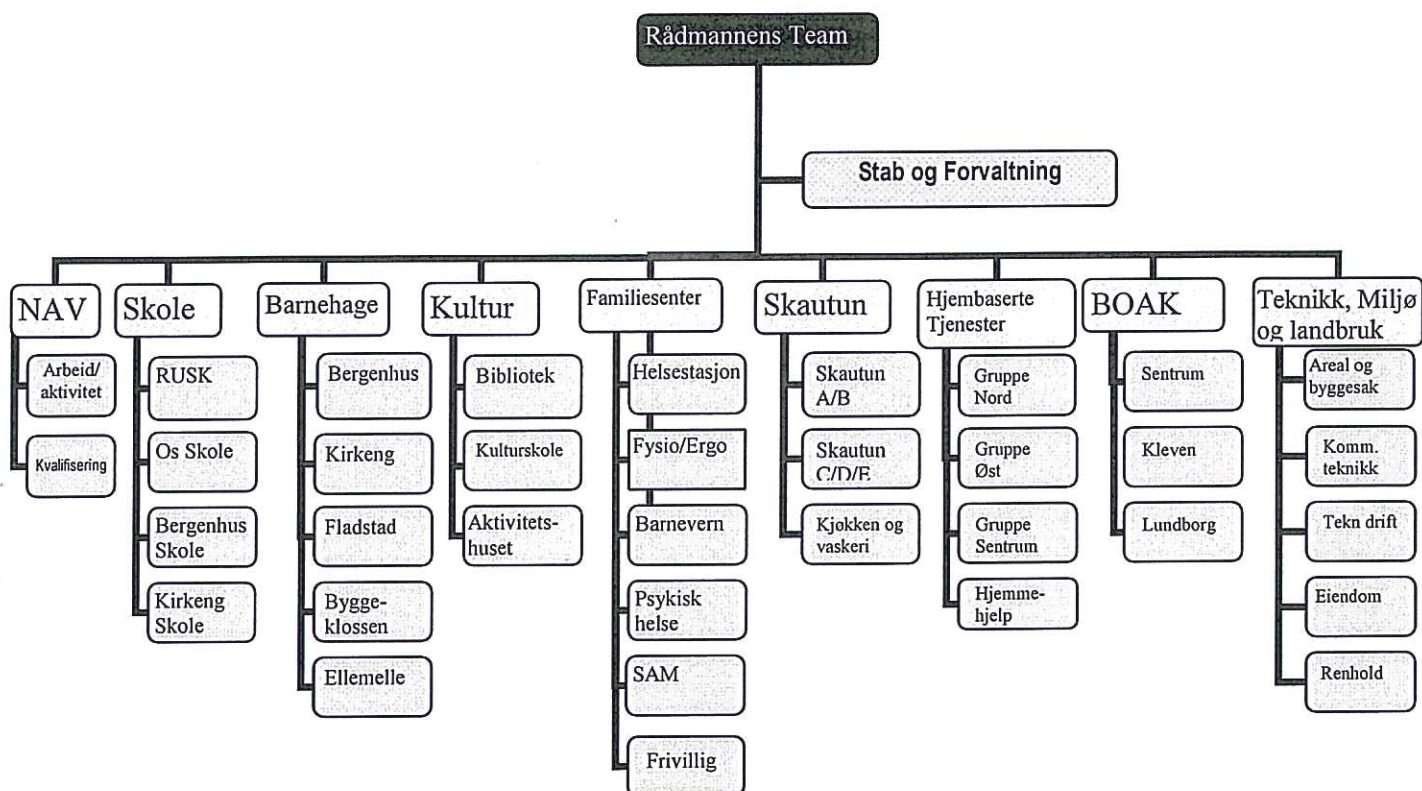 Rådmannens Team
Stab og Forvaltning
NAV
Arbeid/
aktivitet
Kvalifisering
Skole
RUSK
Os Skole
Bergenhus
Skole
Kirkeng
Skole
Barnehage
Bergenhus
Kirkeng
Fladstad
Bygge-
klossen
Ellemelle
Kultur
Bibliotek
Kulturskole
Aktivitets-
huset
Familiesenter
Helsestasjon
Fysio/Ergo
Barnevern
Psykisk
helse
SAM
Frivillig
Skautun
Skautun
A/B
Skautun
C/D/E
Kjøkken og
vaskeri
Hjembaserte
Tjenester
Gruppe
Nord
Gruppe
Øst
Gruppe
Sentrum
Hjemme-
hjelp
BOAK
Sentrum
Kleven
Lundborg
Teknikk, Miljø
og landbruk
Areal og
byggesak
Komm.
teknikk
Tekn drift
Eiendom
Renhold